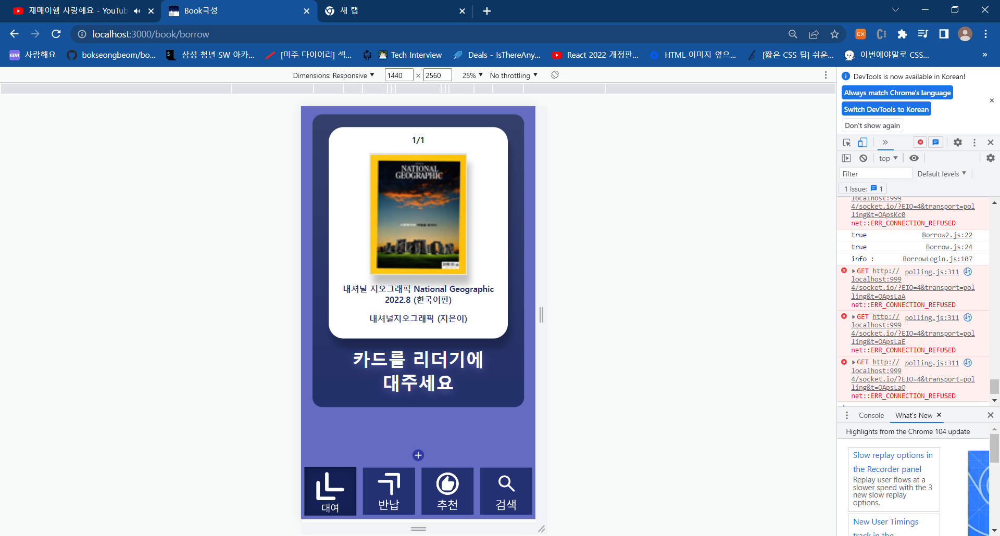 재매이햄 사랑해요 - YouTub
Book극성
새 탭
localhost:3000/book/borrow
GDH 사랑해요
bokseongbeom/bo...
삼성 청년 SW 아카...
[미주 다이어리] 섹...
Tech Interview
Deals - IsThereAny...
React 2022 개정판...
HTML 이미지 옆으...
[짧은 CSS 팁] 쉬운...
이번에야말로 CSS...
»
Dimensions: Responsive
1440 × 2560
25%
No throttling
DevTools is now available in Korean!
Always match Chrome's language
Switch DevTools to Korean
Don't show again
top
Filter
Default levels
1 Issue: 1
localhost:999
4/socket.io/?EIO=4&transport=pol
ling&t=OApsKc0
net::ERR_CONNECTION_REFUSED
true Borrow2.js:22
true Borrow.js:24
info : BorrowLogin.js:107
GET http:// polling.js:311
localhost:999
4/socket.io/?EIO=4&transport=pol
ling&t=OApsLaA
net::ERR_CONNECTION_REFUSED
GET http:// polling.js:311
localhost:999
4/socket.io/?EIO=4&transport=pol
ling&t=OApsLaE
net::ERR_CONNECTION_REFUSED
GET http:// polling.js:311
localhost:999
4/socket.io/?EIO=4&transport=pol
ling&t=OApsLaO
net::ERR_CONNECTION_REFUSED
Console
What's New
Highlights from the Chrome 104 update
Slow replay options in
the Recorder panel
Replay user flows at a
slower speed with the 3
new slow replay
options.
New User Timings
track in the
1/1
NATIONAL
GEOGRAPHIC
내셔널 지오그래픽 National Geographic
2022.8 (한국어판)
내셔널지오그래픽 (지은이)
카드를 리더기에
대주세요
대여
반납
추천
검색